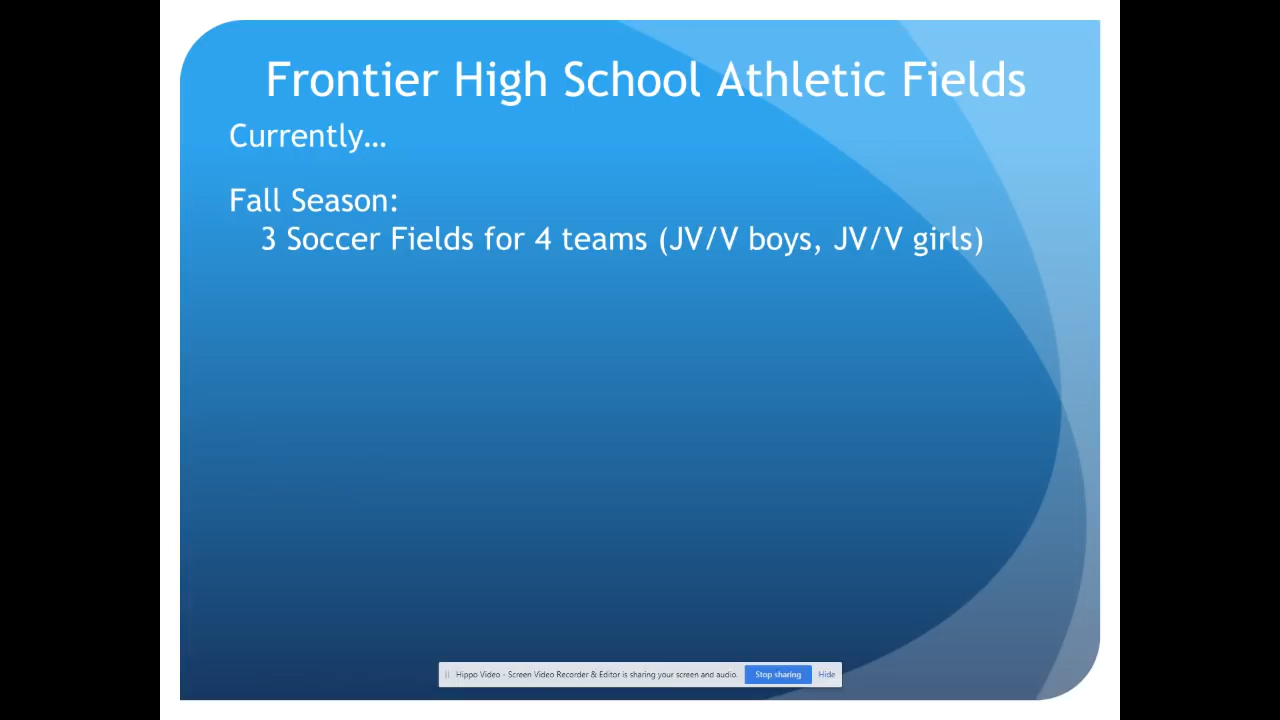 Frontier High School Athletic Fields
Currently…
Fall Season:
3 Soccer Fields for 4 teams (JV/V boys, JV/V girls)
Hippo Video - Screen Video Recorder & Editor is sharing your screen and audio. Stop sharing Hide